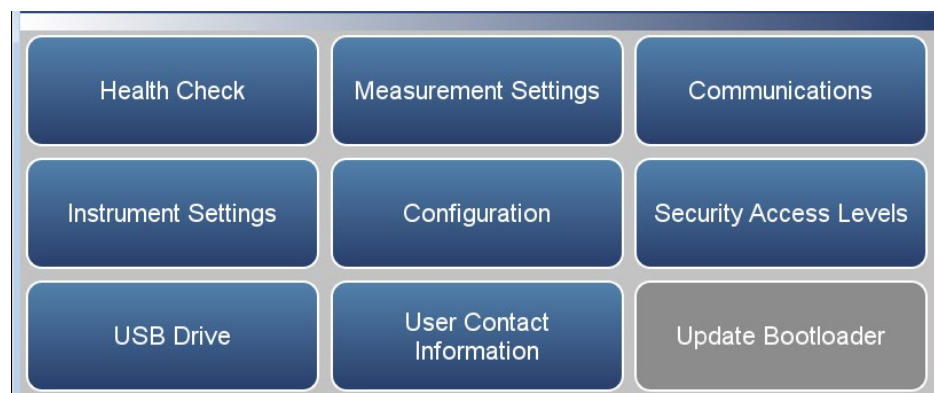 Health Check
Measurement Settings
Communications
Instrument Settings
Configuration
Security Access Levels
USB Drive
User Contact
Information
Update Bootloader